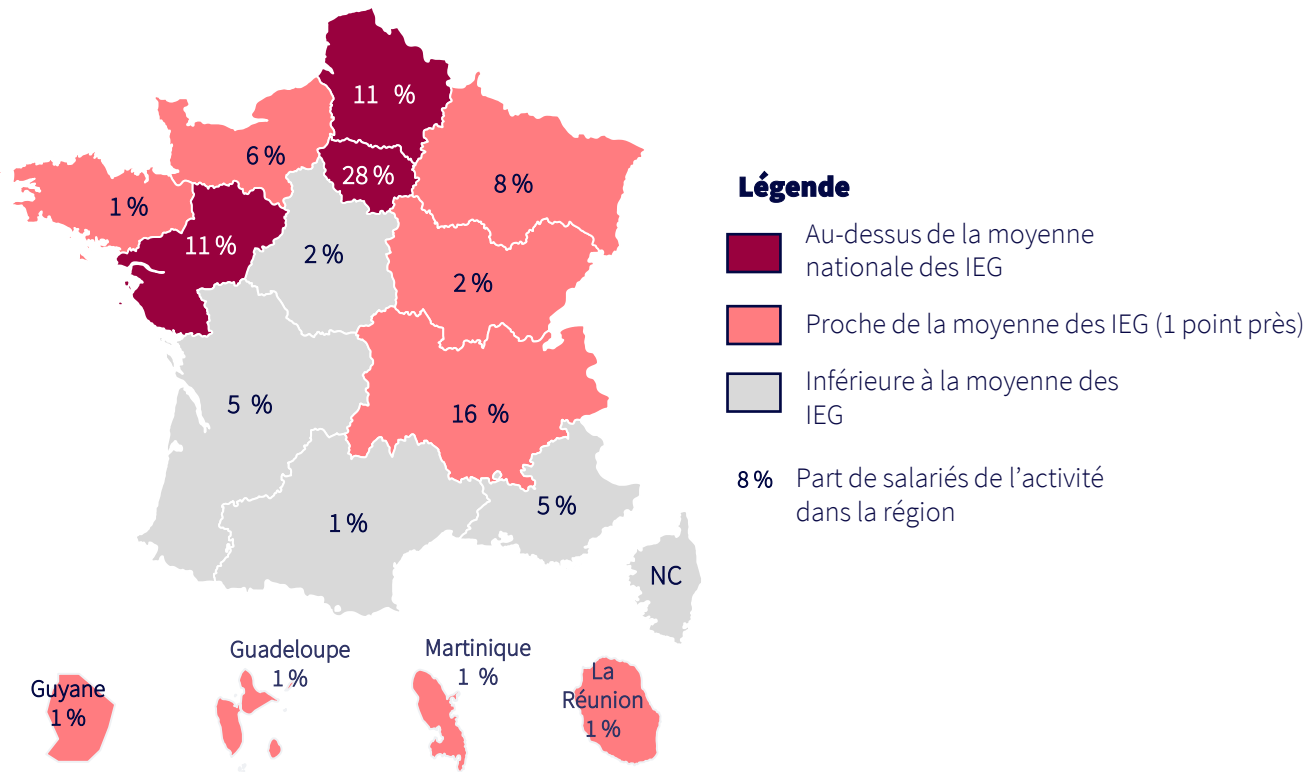 11 %
6 %
28 %
8 %
1 %
11 %
2 %
2 %
5 %
16 %
1 %
5 %
NC
Guyane
1 %
Guadeloupe
1 %
Martinique
1 %
La
Réunion
1 %
Légende
Au-dessus de la moyenne
nationale des IEG
Proche de la moyenne des IEG (1 point près)
Inférieure à la moyenne des
IEG
8 % Part de salariés de l’activité
dans la région